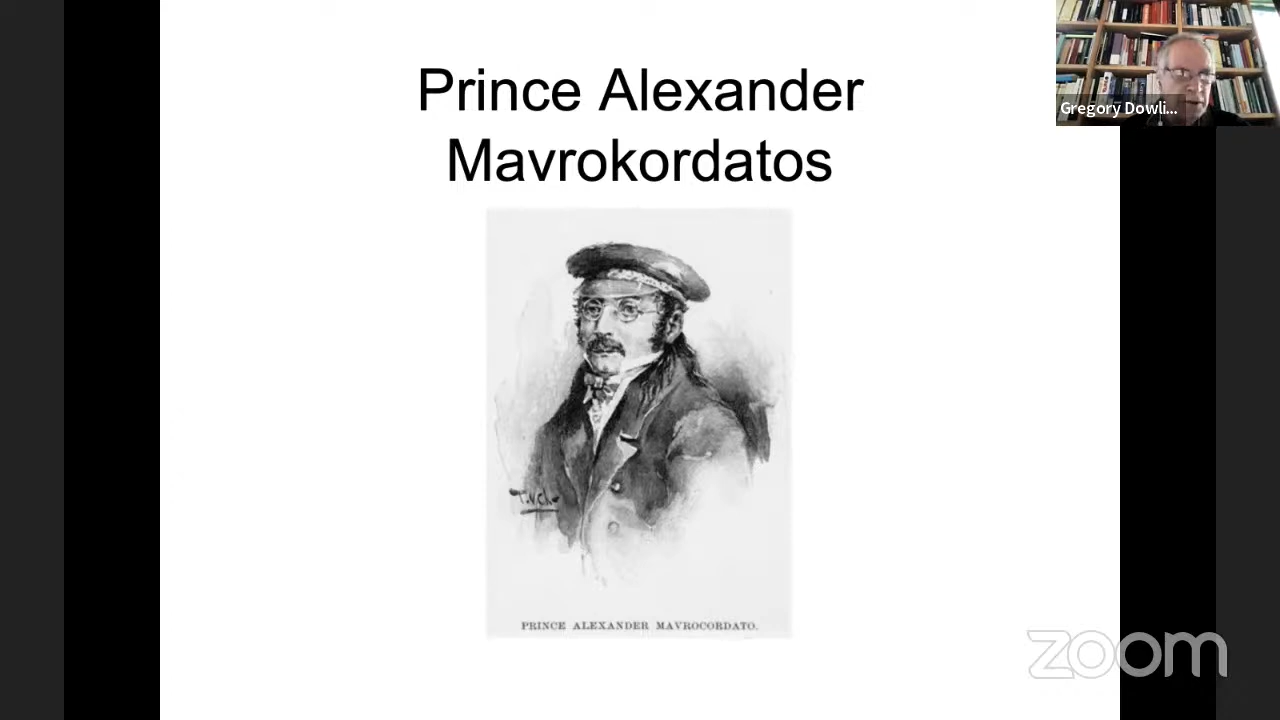 Prince Alexander
Mavrokordatos
Gregory Dowli...
PRINCE ALEXANDER MAVROCORDATO.
zoom